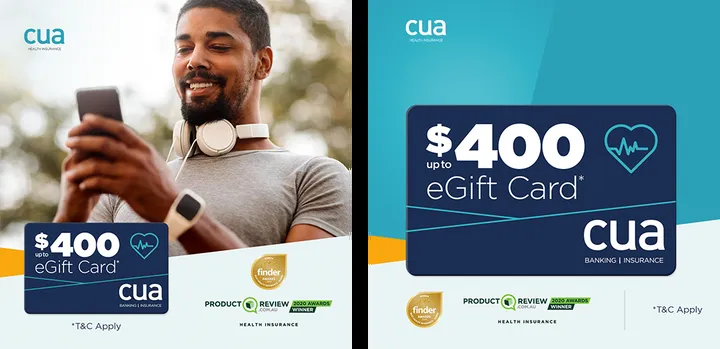 cua
HEALTH INSURANCE
$400
up to
eGift Card*
cua
BANKING | INSURANCE
*T&C Apply
finder
AWARDS
PRODUCT REVIEW
.COM.AU
2020 AWARDS
WINNER
HEALTH INSURANCE
cua
HEALTH INSURANCE
$400
up to
eGift Card*
cua
BANKING | INSURANCE
finder
AWARDS
PRODUCT REVIEW
.COM.AU
2020 AWARDS
WINNER
HEALTH INSURANCE
*T&C Apply